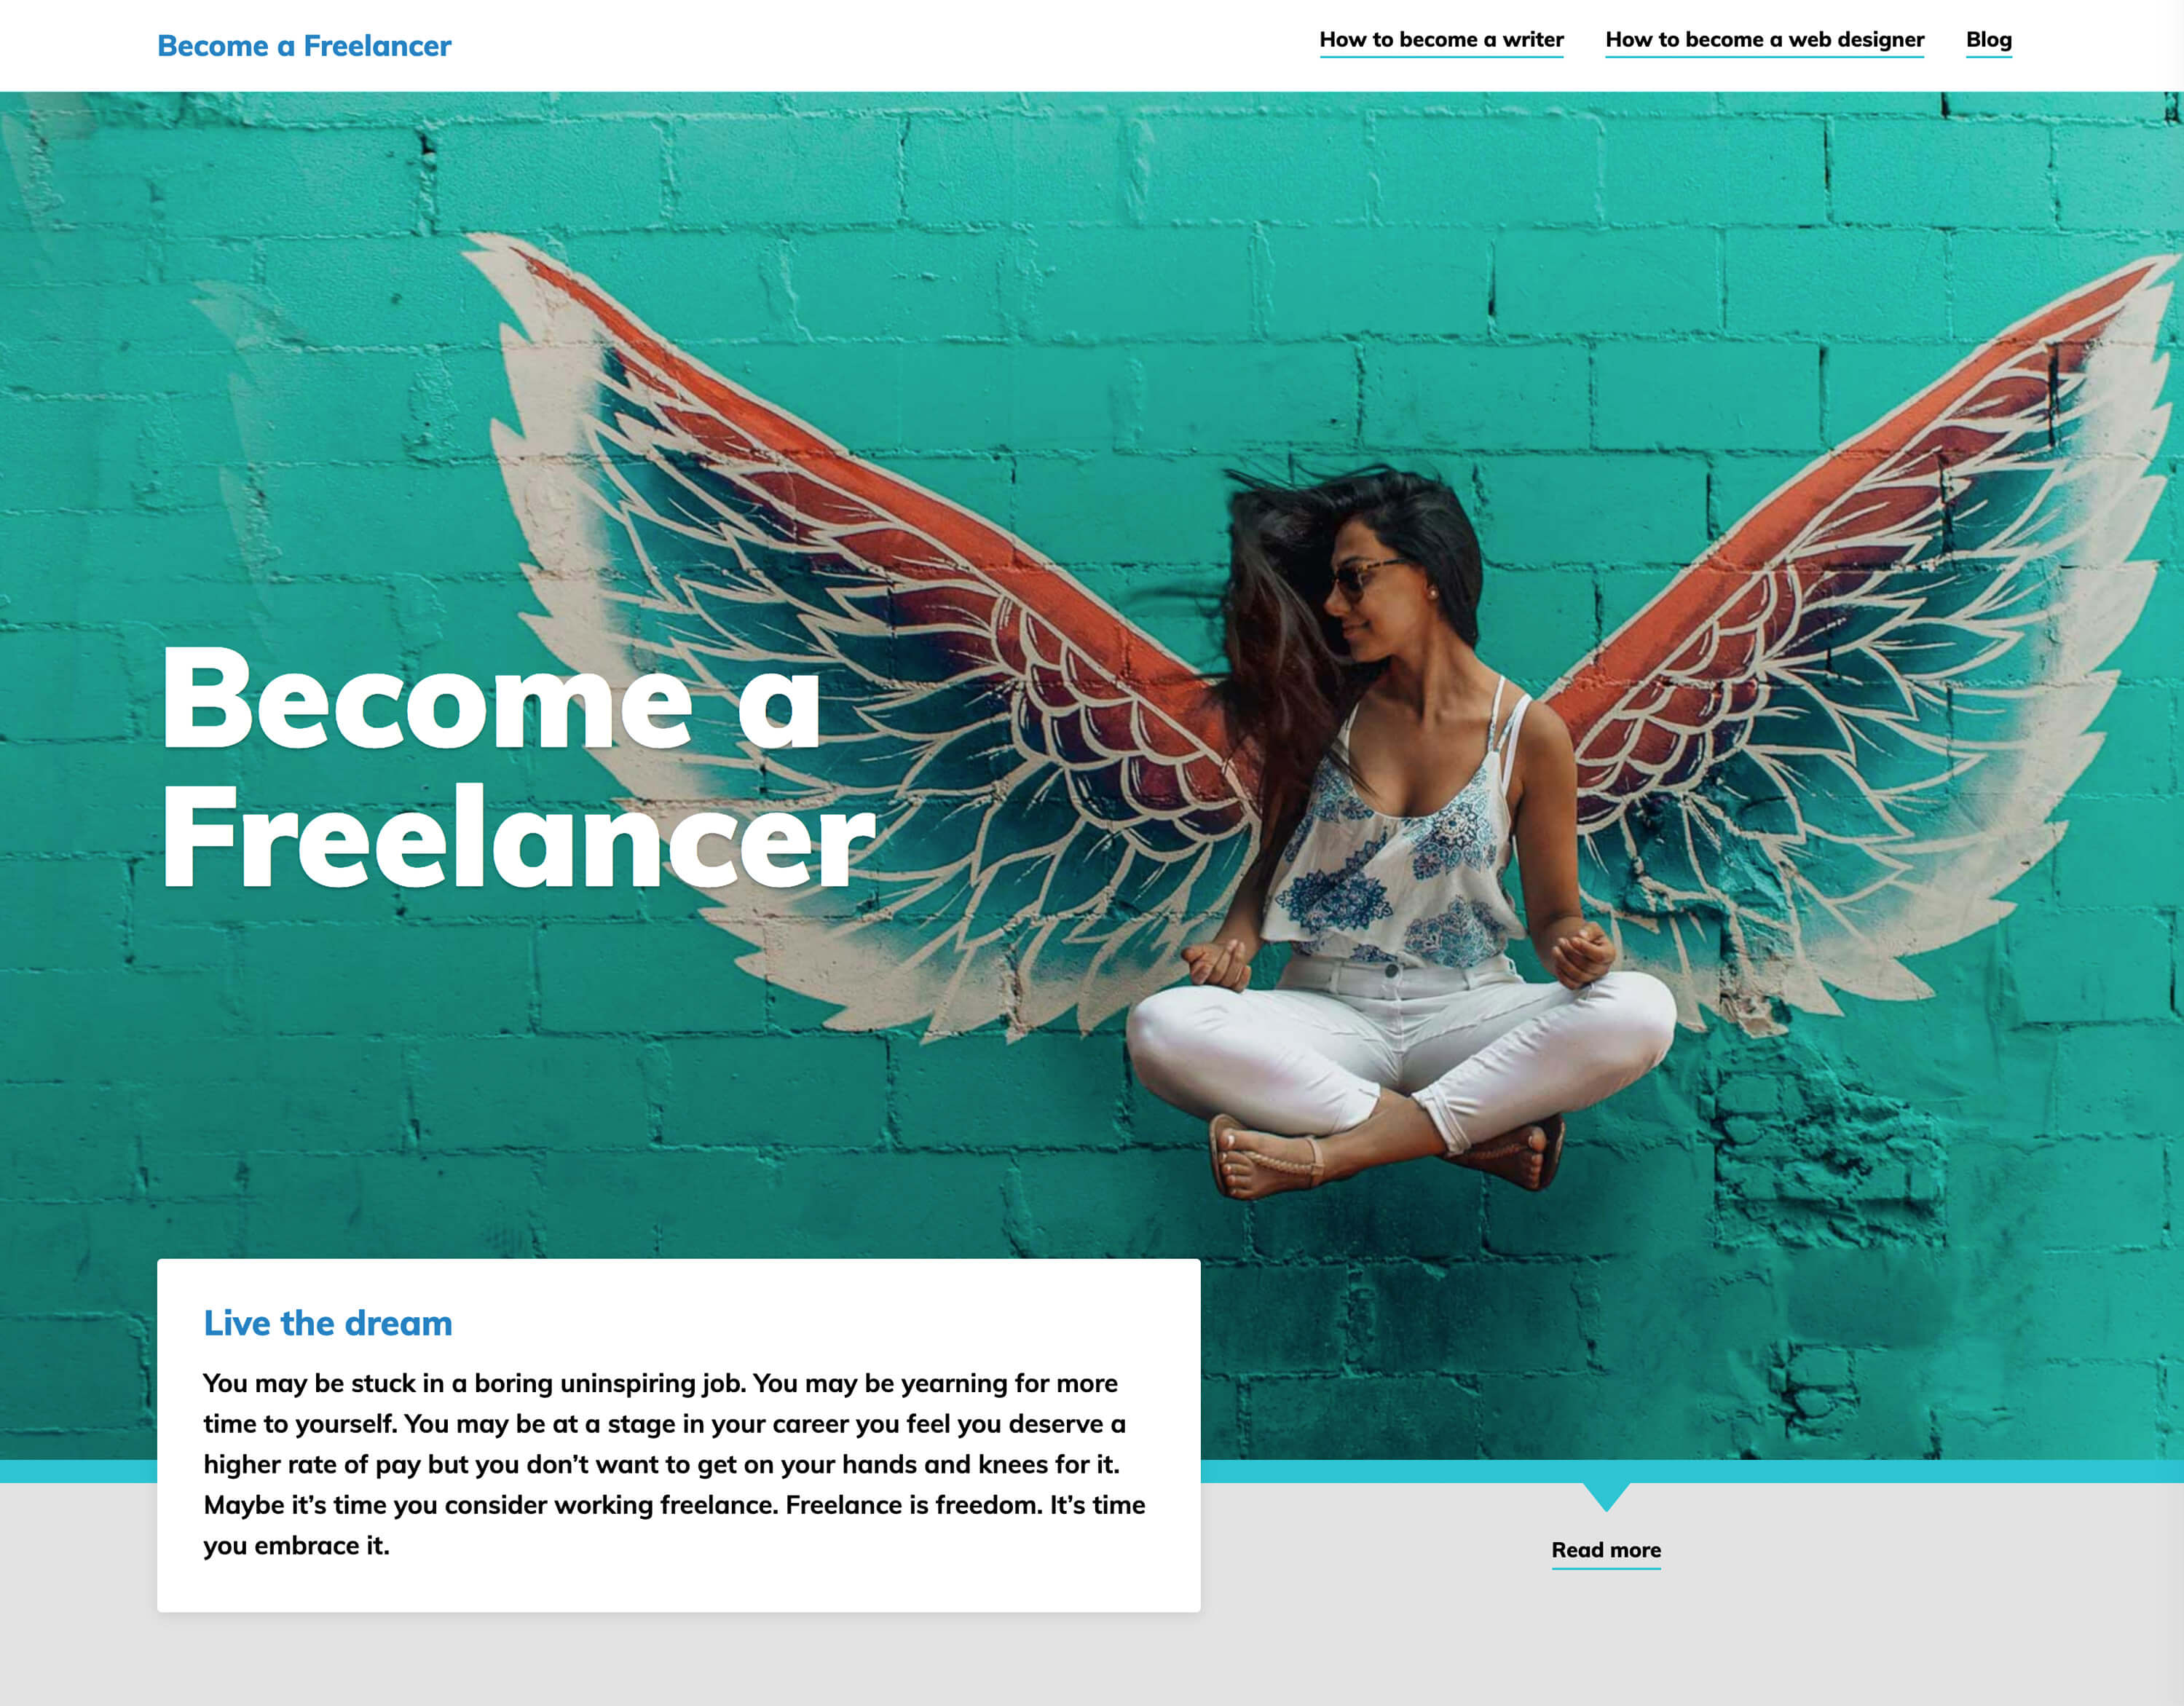 Become a Freelancer
How to become a writer
How to become a web designer
Blog
Become a
Freelancer
Live the dream
You may be stuck in a boring uninspiring job. You may be yearning for more
time to yourself. You may be at a stage in your career you feel you deserve a
higher rate of pay but you don’t want to get on your hands and knees for it.
Maybe it’s time you consider working freelance. Freelance is freedom. It’s time
you embrace it.
Read more